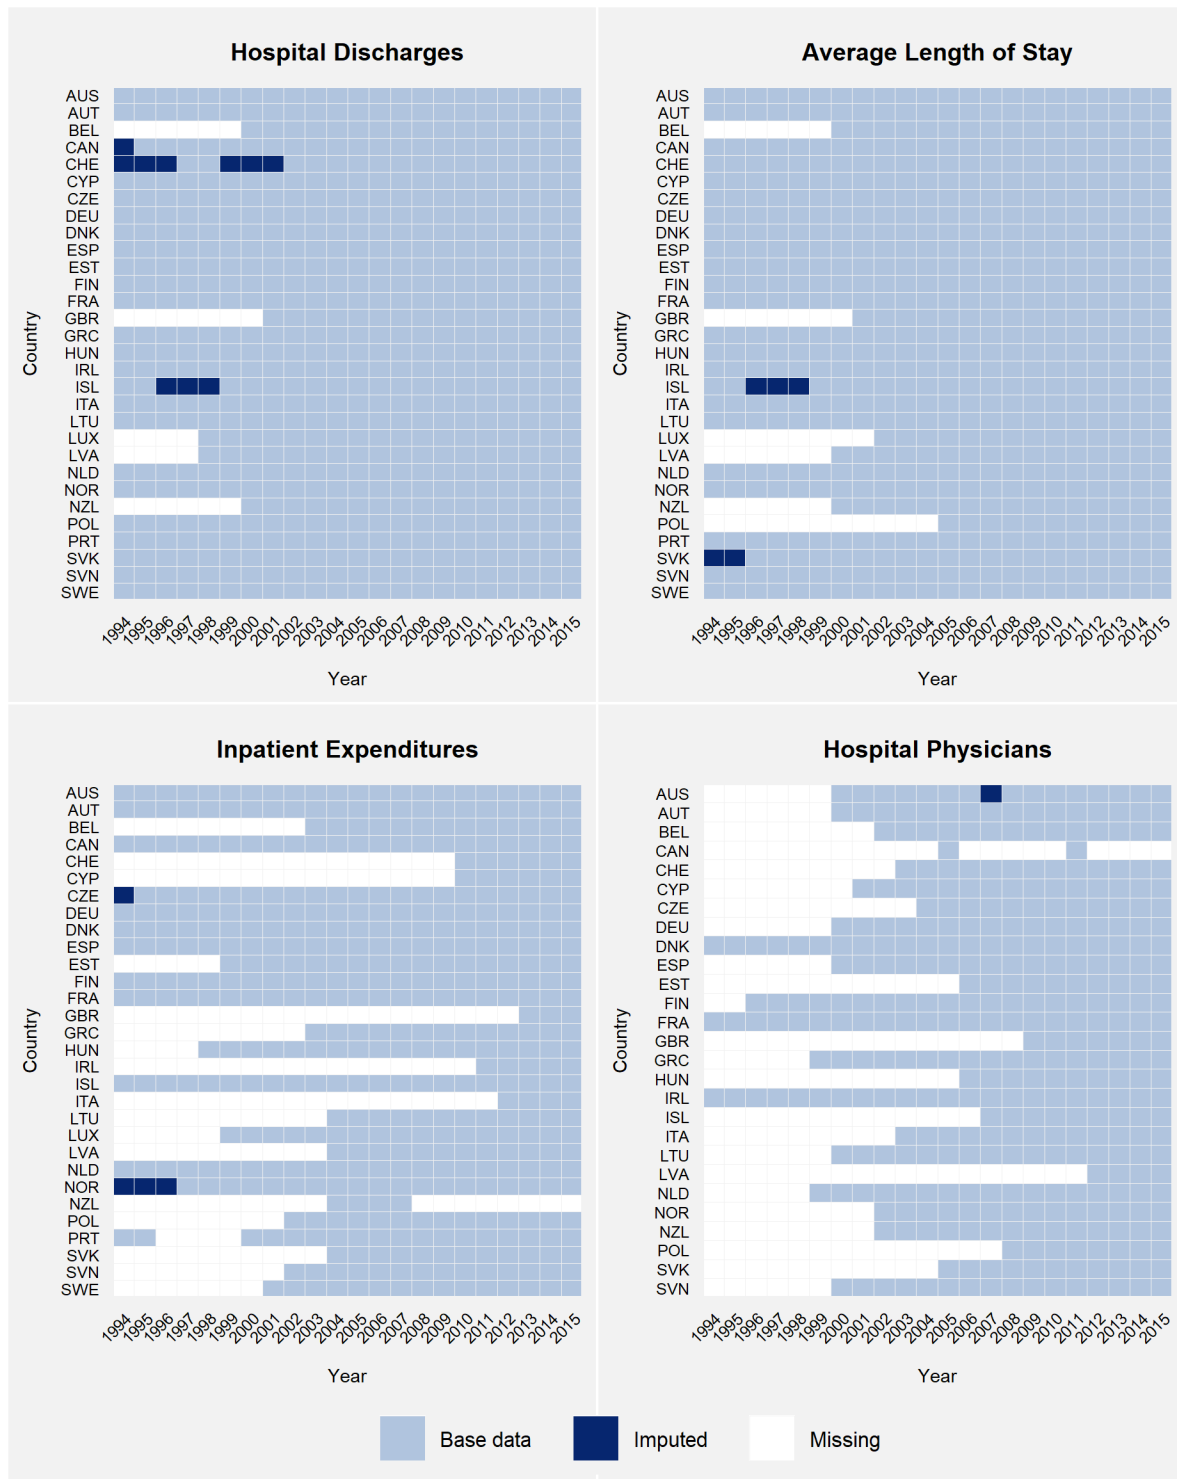 Hospital Discharges
Country
AUS
AUT
BEL
CAN
CHE
CYP
CZE
DEU
DNK
ESP
EST
FIN
FRA
GBR
GRC
HUN
IRL
ISL
ITA
LTU
LUX
LVA
NLD
NOR
NZL
POL
PRT
SVK
SVN
SWE
1994 1995 1996 1997 1998 1999 2000 2001 2002 2003 2004 2005 2006 2007 2008 2009 2010 2011 2012 2013 2014 2015
Year
Average Length of Stay
Country
AUS
AUT
BEL
CAN
CHE
CYP
CZE
DEU
DNK
ESP
EST
FIN
FRA
GBR
GRC
HUN
IRL
ISL
ITA
LTU
LUX
LVA
NLD
NOR
NZL
POL
PRT
SVK
SVN
SWE
1994 1995 1996 1997 1998 1999 2000 2001 2002 2003 2004 2005 2006 2007 2008 2009 2010 2011 2012 2013 2014 2015
Year
Inpatient Expenditures
Country
AUS
AUT
BEL
CAN
CHE
CYP
CZE
DEU
DNK
ESP
EST
FIN
FRA
GBR
GRC
HUN
IRL
ISL
ITA
LTU
LUX
LVA
NLD
NOR
NZL
POL
PRT
SVK
SVN
SWE
1994 1995 1996 1997 1998 1999 2000 2001 2002 2003 2004 2005 2006 2007 2008 2009 2010 2011 2012 2013 2014 2015
Year
Hospital Physicians
Country
AUS
AUT
BEL
CAN
CHE
CYP
CZE
DEU
DNK
ESP
EST
FIN
FRA
GBR
GRC
HUN
IRL
ISL
ITA
LTU
LVA
NLD
NOR
NZL
POL
SVK
SVN
1994 1995 1996 1997 1998 1999 2000 2001 2002 2003 2004 2005 2006 2007 2008 2009 2010 2011 2012 2013 2014 2015
Year
Base data Imputed Missing